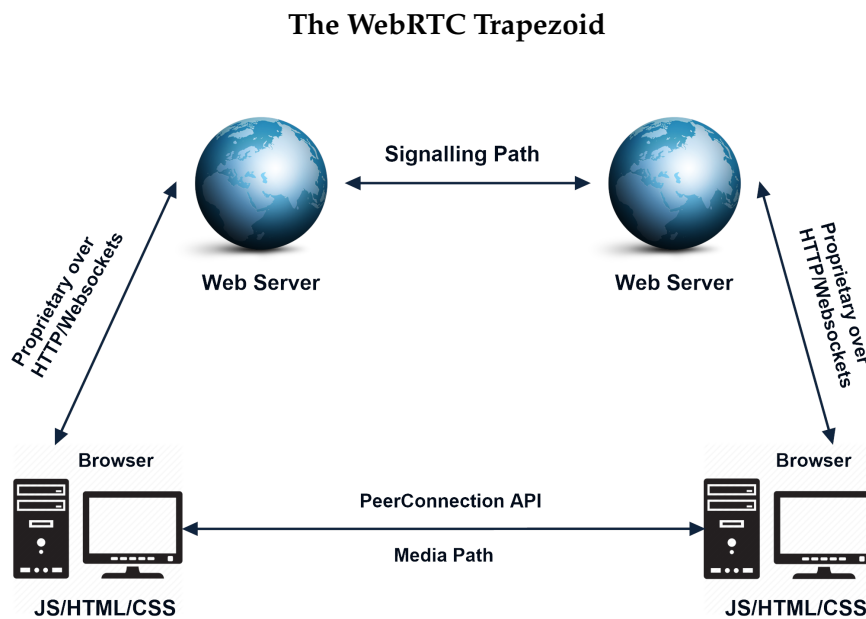 The WebRTC Trapezoid
Signalling Path
Web Server
Web Server
Proprietary over
HTTP/Websockets
Proprietary over
HTTP/Websockets
Browser
Browser
PeerConnection API
Media Path
JS/HTML/CSS
JS/HTML/CSS